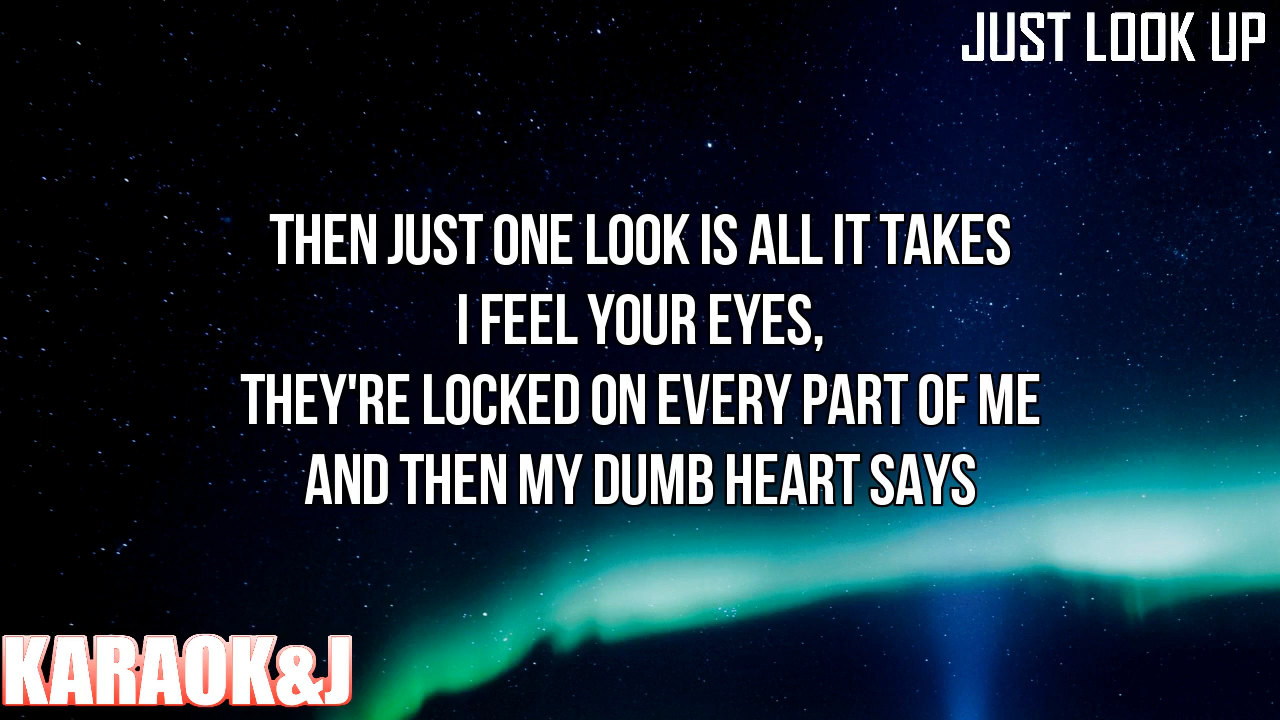 JUST LOOK UP
THEN JUST ONE LOOK IS ALL IT TAKES
I FEEL YOUR EYES,
THEY'RE LOCKED ON EVERY PART OF ME
AND THEN MY DUMB HEART SAYS
KARAOK&J